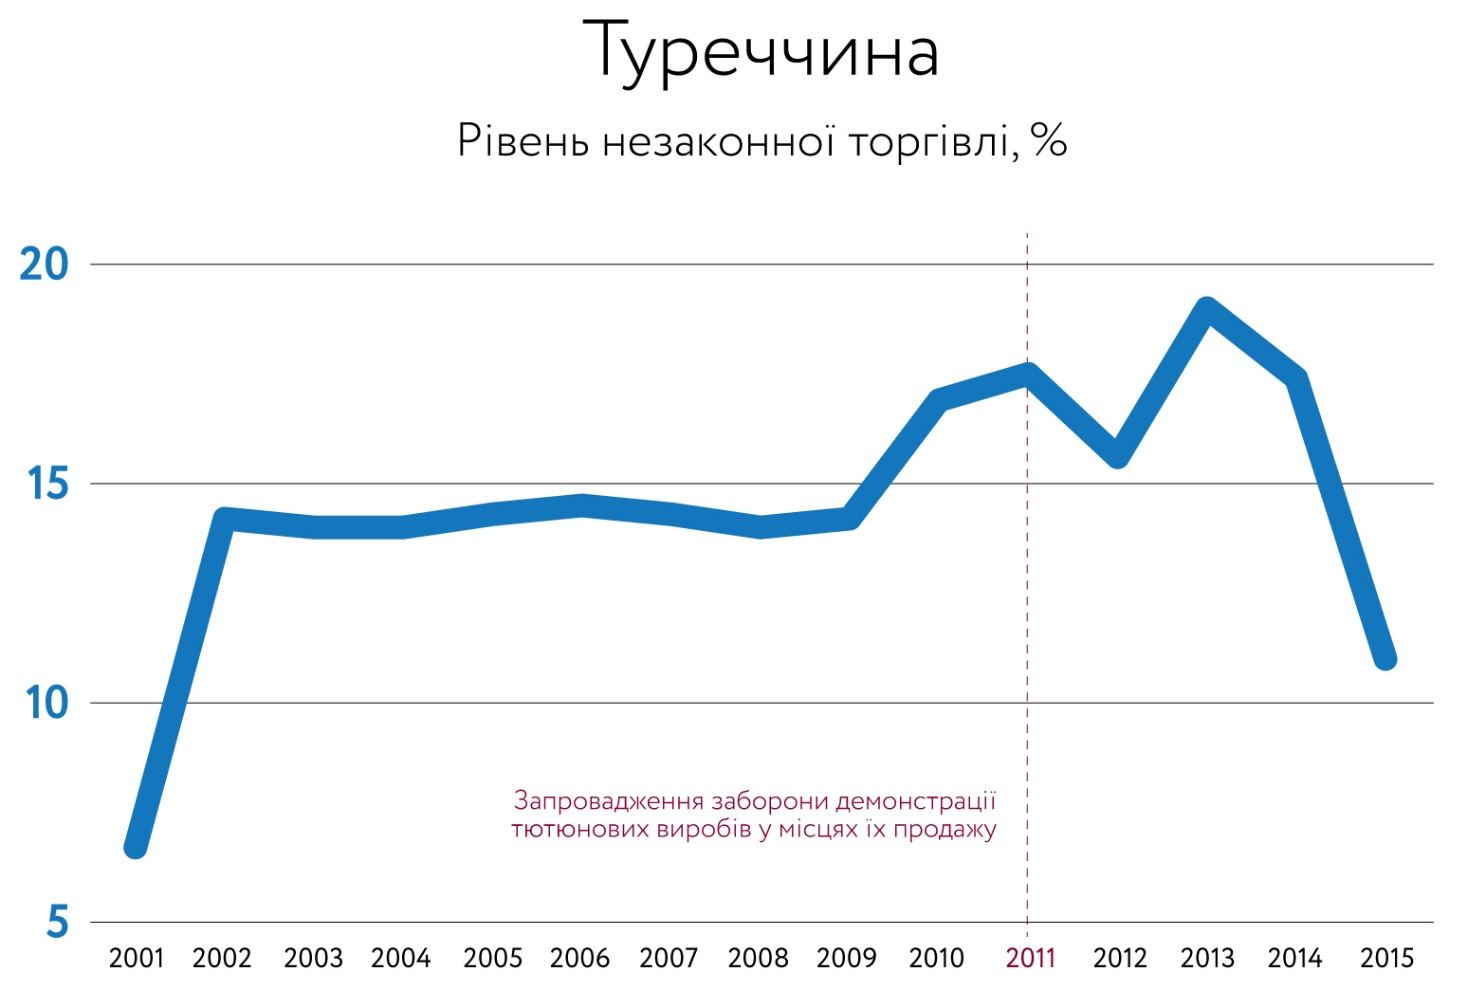 Туреччина
Рівень незаконної торгівлі, %
20
15
10
Запровадження заборони демонстрації
тютюнових виробів у місцях їх продажу
5
2001 2002 2003 2004 2005 2006 2007 2008 2009 2010 2011 2012 2013 2014 2015